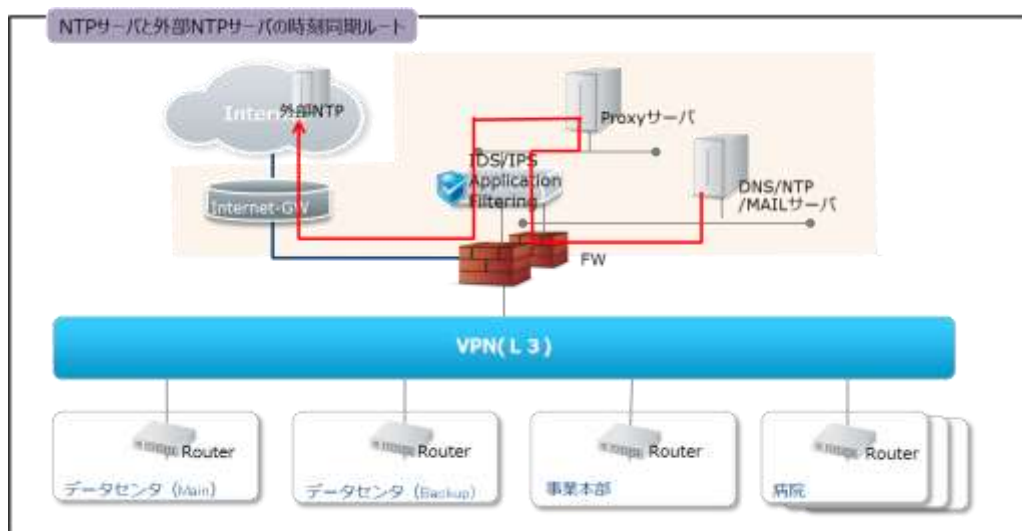 NTPサーバと外部NTPサーバの時刻同期ルート
Internet
外部NTP
Proxyサーバ
IDS/IPS
Application
Filtering
DNS/NTP
/MAILサーバ
Internet-GW
FW
VPN(L3)
Router
Router
Router
Router
データセンタ (Main)
データセンタ (Backup)
事業本部
病院